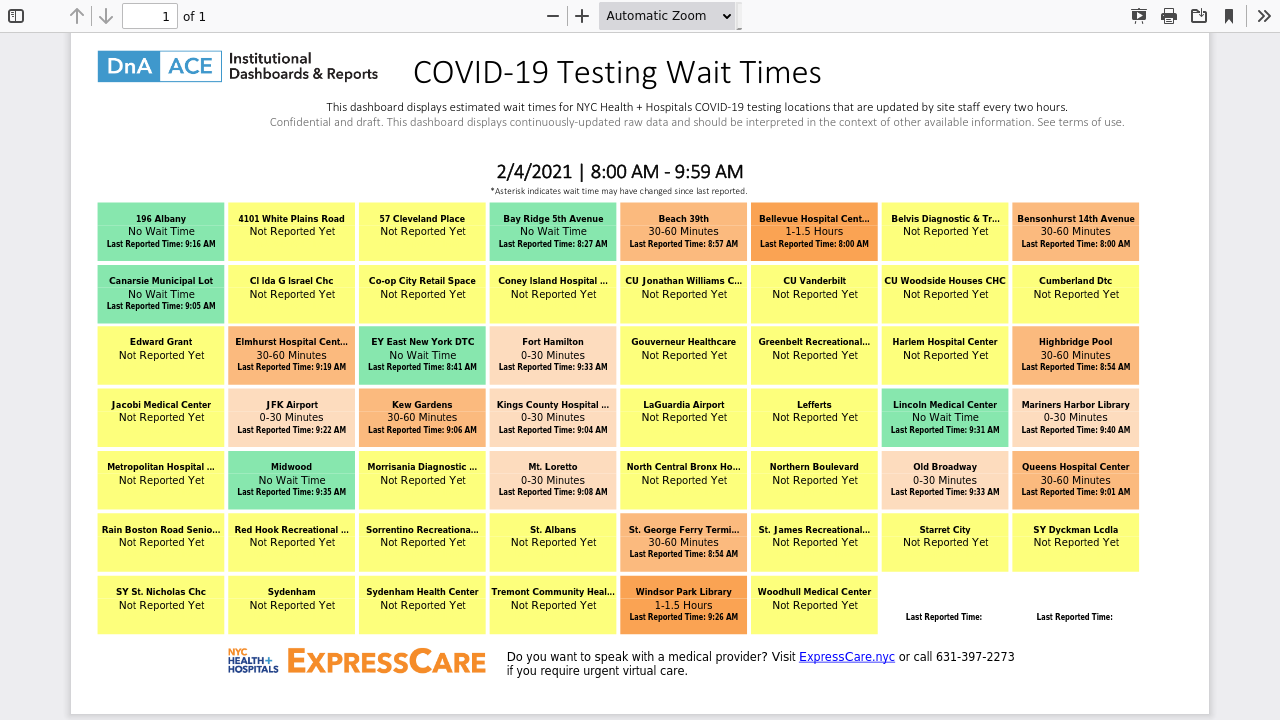 1 of 1 Automatic Zoom
DnA ACE Institutional
Dashboards & Reports
COVID-19 Testing Wait Times
This dashboard displays estimated wait times for NYC Health + Hospitals COVID-19 testing locations that are updated by site staff every two hours.
Confidential and draft. This dashboard displays continuously-updated raw data and should be interpreted in the context of other available information. See terms of use.
2/4/2021 | 8:00 AM - 9:59 AM
*Asterisk indicates wait time may have changed since last reported.
196 Albany
No Wait Time
Last Reported Time: 9:16 AM
4101 White Plains Road
Not Reported Yet
57 Cleveland Place
Not Reported Yet
Bay Ridge 5th Avenue
No Wait Time
Last Reported Time: 8:27 AM
Beach 39th
30-60 Minutes
Last Reported Time: 8:57 AM
Bellevue Hospital Cent...
1-1.5 Hours
Last Reported Time: 8:00 AM
Belvis Diagnostic & Tr...
Not Reported Yet
Bensonhurst 14th Avenue
30-60 Minutes
Last Reported Time: 8:00 AM
Canarsie Municipal Lot
No Wait Time
Last Reported Time: 9:05 AM
CI Ida G Israel Chc
Not Reported Yet
Co-op City Retail Space
Not Reported Yet
Coney Island Hospital ...
Not Reported Yet
CU Jonathan Williams C...
Not Reported Yet
CU Vanderbilt
Not Reported Yet
CU Woodside Houses CHC
Not Reported Yet
Cumberland Dtc
Not Reported Yet
Edward Grant
Not Reported Yet
Elmhurst Hospital Cent...
30-60 Minutes
Last Reported Time: 9:19 AM
EY East New York DTC
No Wait Time
Last Reported Time: 8:41 AM
Fort Hamilton
0-30 Minutes
Last Reported Time: 9:33 AM
Gouverneur Healthcare
Not Reported Yet
Greenbelt Recreational...
Not Reported Yet
Harlem Hospital Center
Not Reported Yet
Highbridge Pool
30-60 Minutes
Last Reported Time: 8:54 AM
Jacobi Medical Center
Not Reported Yet
JFK Airport
0-30 Minutes
Last Reported Time: 9:22 AM
Kew Gardens
30-60 Minutes
Last Reported Time: 9:06 AM
Kings County Hospital ...
0-30 Minutes
Last Reported Time: 9:04 AM
LaGuardia Airport
Not Reported Yet
Lefferts
Not Reported Yet
Lincoln Medical Center
No Wait Time
Last Reported Time: 9:31 AM
Mariners Harbor Library
0-30 Minutes
Last Reported Time: 9:40 AM
Metropolitan Hospital ...
Not Reported Yet
Midwood
No Wait Time
Last Reported Time: 9:35 AM
Morrisania Diagnostic ...
Not Reported Yet
Mt. Loretto
0-30 Minutes
Last Reported Time: 9:08 AM
North Central Bronx Ho...
Not Reported Yet
Northern Boulevard
Not Reported Yet
Old Broadway
0-30 Minutes
Last Reported Time: 9:33 AM
Queens Hospital Center
30-60 Minutes
Last Reported Time: 9:01 AM
Rain Boston Road Senio...
Not Reported Yet
Red Hook Recreational ...
Not Reported Yet
Sorrentino Recreationa...
Not Reported Yet
St. Albans
Not Reported Yet
St. George Ferry Termi...
30-60 Minutes
Last Reported Time: 8:54 AM
St. James Recreational...
Not Reported Yet
Starret City
Not Reported Yet
SY Dyckman Lcdla
Not Reported Yet
SY St. Nicholas Chc
Not Reported Yet
Sydenham
Not Reported Yet
Sydenham Health Center
Not Reported Yet
Tremont Community Heal...
Not Reported Yet
Windsor Park Library
1-1.5 Hours
Last Reported Time: 9:26 AM
Woodhull Medical Center
Not Reported Yet
Last Reported Time:
Last Reported Time:
NYC
HEALTH+
HOSPITALS
EXPRESSCARE
Do you want to speak with a medical provider? Visit ExpressCare.nyc or call 631-397-2273
if you require urgent virtual care.